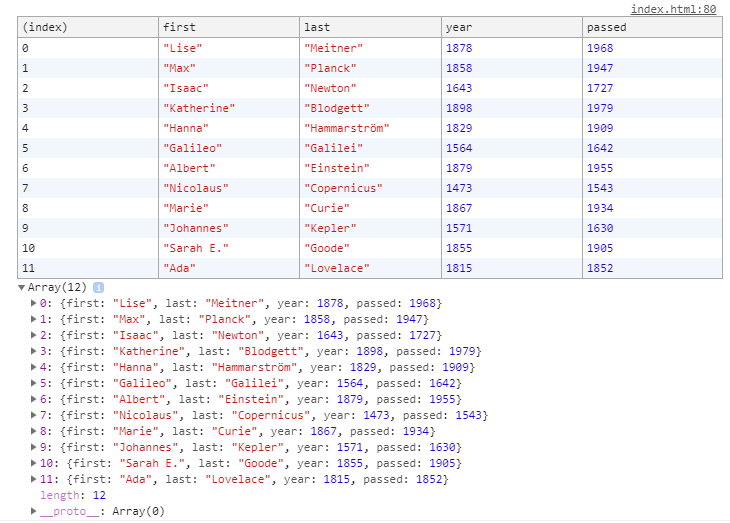 index.html:80
(index) first last year passed
0 "Lise" "Meitner" 1878 1968
1 "Max" "Planck" 1858 1947
2 "Isaac" "Newton" 1643 1727
3 "Katherine" "Blodgett" 1898 1979
4 "Hanna" "Hammarström" 1829 1909
5 "Galileo" "Galilei" 1564 1642
6 "Albert" "Einstein" 1879 1955
7 "Nicolaus" "Copernicus" 1473 1543
8 "Marie" "Curie" 1867 1934
9 "Johannes" "Kepler" 1571 1630
10 "Sarah E." "Goode" 1855 1905
11 "Ada" "Lovelace" 1815 1852
▼Array(12) i
▶0: {first: "Lise", last: "Meitner", year: 1878, passed: 1968}
▶1: {first: "Max", last: "Planck", year: 1858, passed: 1947}
▶2: {first: "Isaac", last: "Newton", year: 1643, passed: 1727}
▶3: {first: "Katherine", last: "Blodgett", year: 1898, passed: 1979}
▶4: {first: "Hanna", last: "Hammarström", year: 1829, passed: 1909}
▶5: {first: "Galileo", last: "Galilei", year: 1564, passed: 1642}
▶6: {first: "Albert", last: "Einstein", year: 1879, passed: 1955}
▶7: {first: "Nicolaus", last: "Copernicus", year: 1473, passed: 1543}
▶8: {first: "Marie", last: "Curie", year: 1867, passed: 1934}
▶9: {first: "Johannes", last: "Kepler", year: 1571, passed: 1630}
▶10: {first: "Sarah E.", last: "Goode", year: 1855, passed: 1905}
▶11: {first: "Ada", last: "Lovelace", year: 1815, passed: 1852}
length: 12
▶__proto__: Array(0)